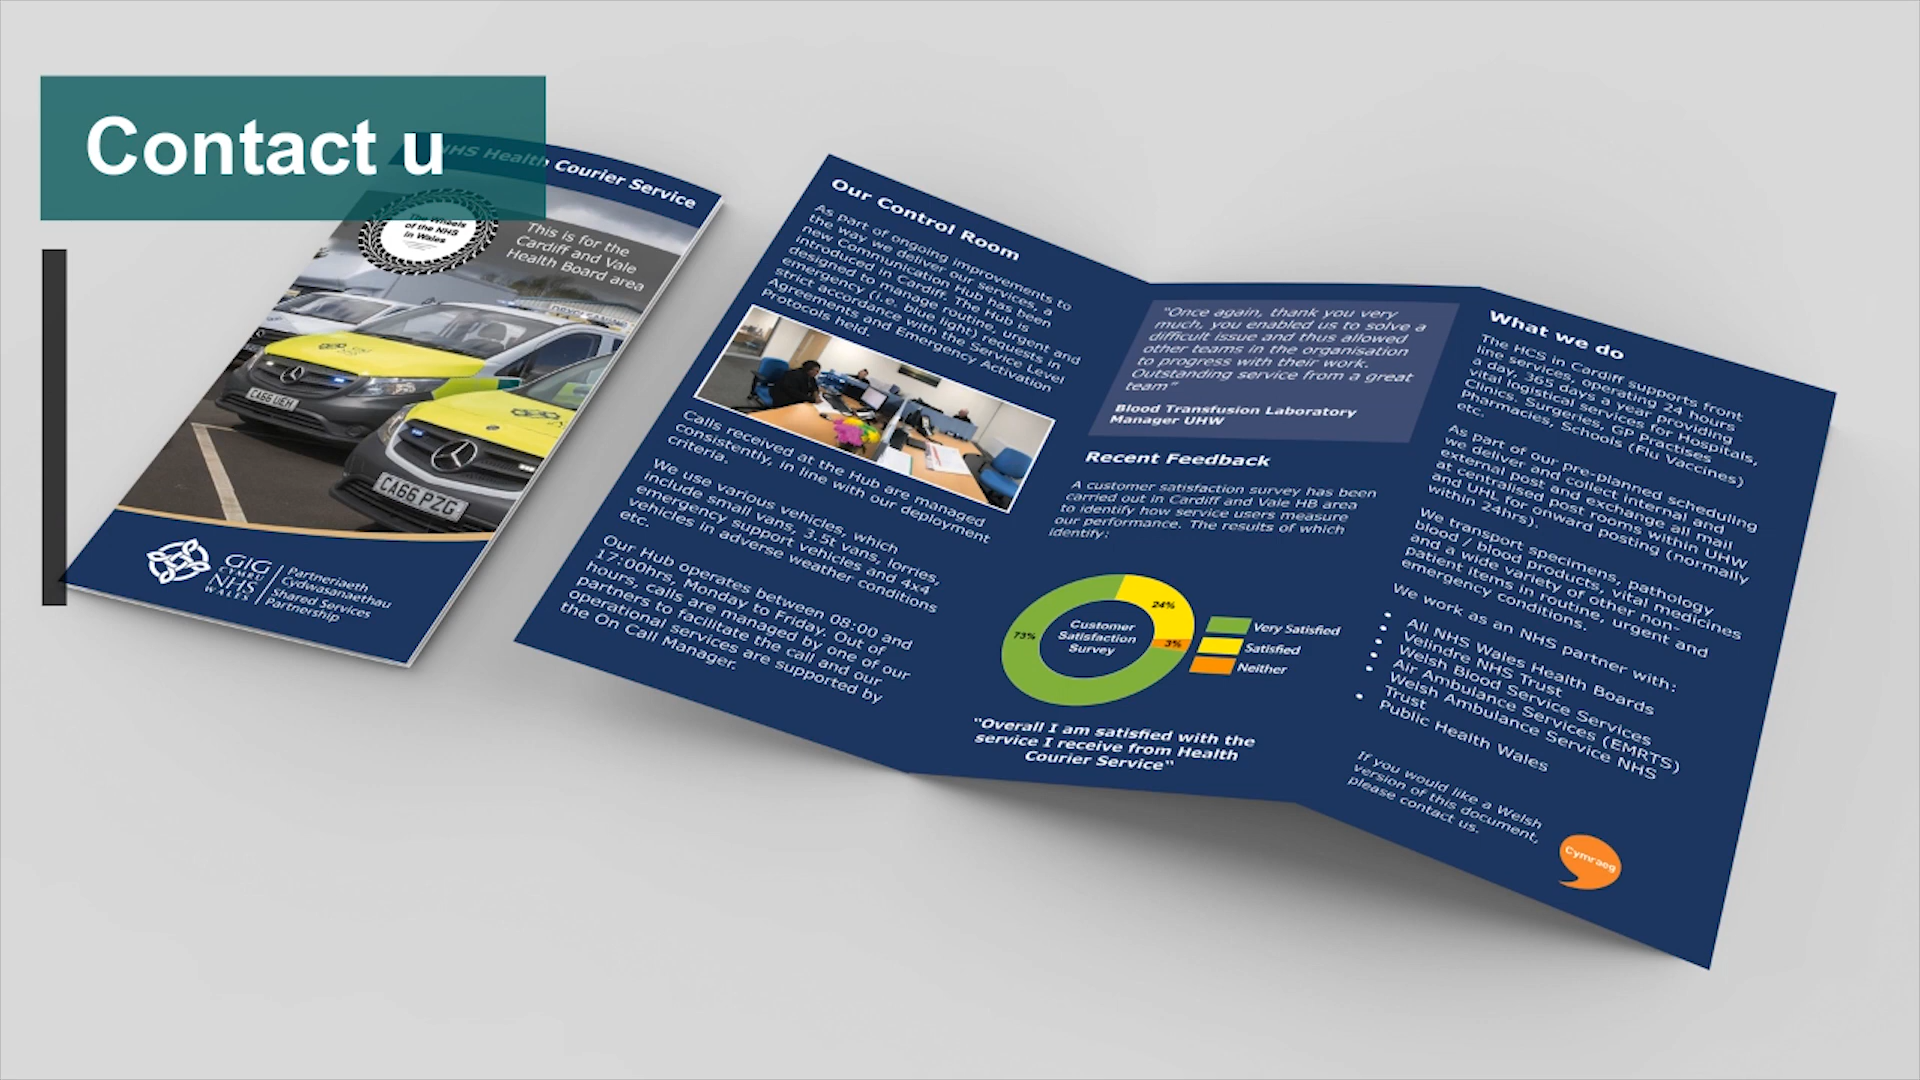 Contact u
NHS Health Courier Service
The Wheels
of the NHS
in Wales
This is for the
Cardiff and Vale
Health Board area
CA66 UEH
CA66 PZG
GIG
CYMRU
NHS
WALES
Partneriaeth
Cydwasanaethau
Shared Services
Partnership
Our Control Room
As part of ongoing improvements to
the way we deliver our services, a
new Communication Hub has been
introduced in Cardiff. The Hub is
designed to manage routine, urgent and
emergency (i.e. blue light) requests in
strict accordance with the Service Level
Agreements and Emergency Activation
Protocols held.
Calls received at the Hub are managed
consistently, in line with our deployment
criteria.
We use various vehicles, which
include small vans, 3.5t vans, lorries,
emergency support vehicles and 4x4
vehicles in adverse weather conditions
etc.
Our Hub operates between 08:00 and
17:00hrs, Monday to Friday. Out of
hours, calls are managed by one of our
partners to facilitate the call and our
operational services are supported by
the On Call Manager.
"Once again, thank you very
much, you enabled us to solve a
difficult issue and thus allowed
other teams in the organisation
to progress with their work.
Outstanding service from a great
team"
Blood Transfusion Laboratory
Manager UHW
Recent Feedback
A customer satisfaction survey has been
carried out in Cardiff and Vale HB area
to identify how service users measure
our performance. The results of which
identify:
24%
73%
3%
Customer
Satisfaction
Survey
Very Satisfied
Satisfied
Neither
"Overall I am satisfied with the
service I receive from Health
Courier Service"
What we do
The HCS in Cardiff supports front
line services, operating 24 hours
a day, 365 days a year providing
vital logistical services for Hospitals,
Clinics, Surgeries, GP Practises
Pharmacies, Schools (Flu Vaccines)
etc.
As part of our pre-planned scheduling
we deliver and collect internal and
external post and exchange all mail
at centralised post rooms within UHW
and UHL for onward posting (normally
within 24hrs).
We transport specimens, pathology
blood / blood products, vital medicines
and a wide variety of other non-
patient items in routine, urgent and
emergency conditions.
We work as an NHS partner with:
• All NHS Wales Health Boards
• Velindre NHS Trust
• Welsh Blood Service Services
• Air Ambulance Services (EMRTS)
• Welsh Ambulance Service NHS
Trust
• Public Health Wales
If you would like a Welsh
version of this document,
please contact us.
Cymraeg